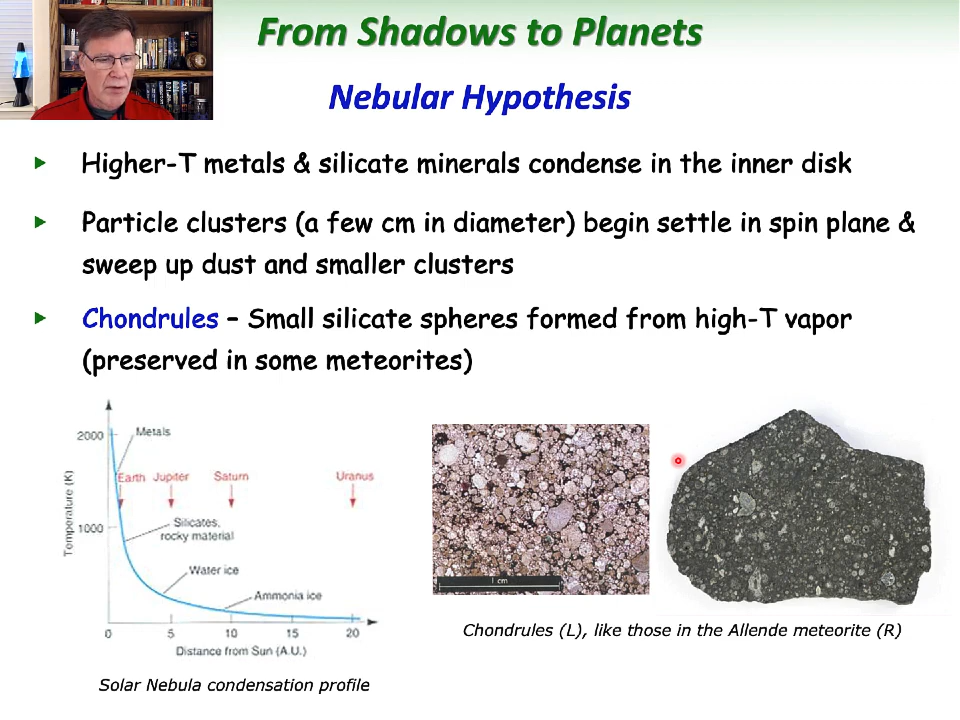 From Shadows to Planets
Nebular Hypothesis
Higher-T metals & silicate minerals condense in the inner disk
Particle clusters (a few cm in diameter) begin settle in spin plane &
sweep up dust and smaller clusters
Chondrules – Small silicate spheres formed from high-T vapor
(preserved in some meteorites)
2000
Metals
Earth Jupiter Saturn Uranus
Temperature (K)
1000
Silicates,
rocky material
Water ice
Ammonia ice
0 5 10 15 20
Distance from Sun (A.U.)
1 cm
Chondrules (L), like those in the Allende meteorite (R)
Solar Nebula condensation profile